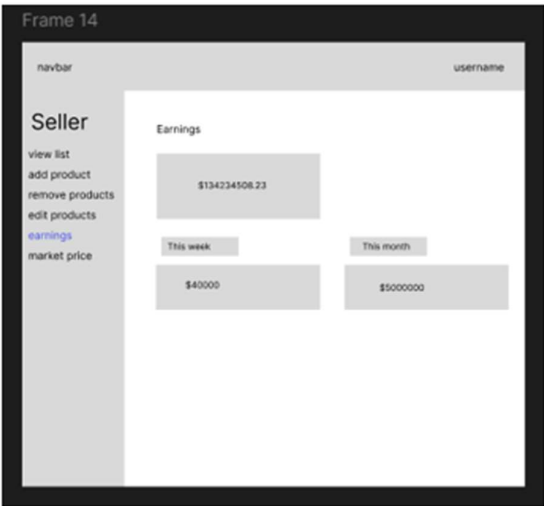 Frame 14
navbar
username
Seller
view list
add product
remove products
edit products
earnings
market price
Earnings
$134234508.23
This week
This month
$40000
$5000000